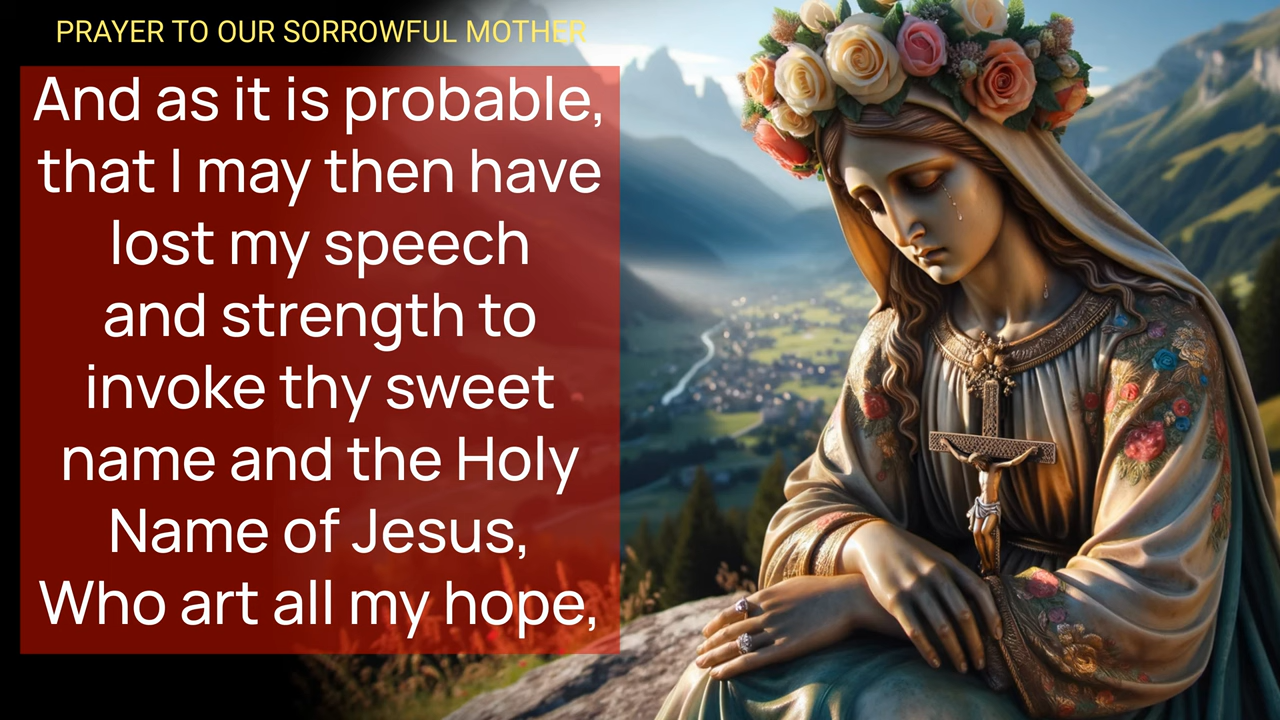 PRAYER TO OUR SORROWFUL MOTHER
And as it is probable,
that I may then have
lost my speech
and strength to
invoke thy sweet
name and the Holy
Name of Jesus,
Who art all my hope,